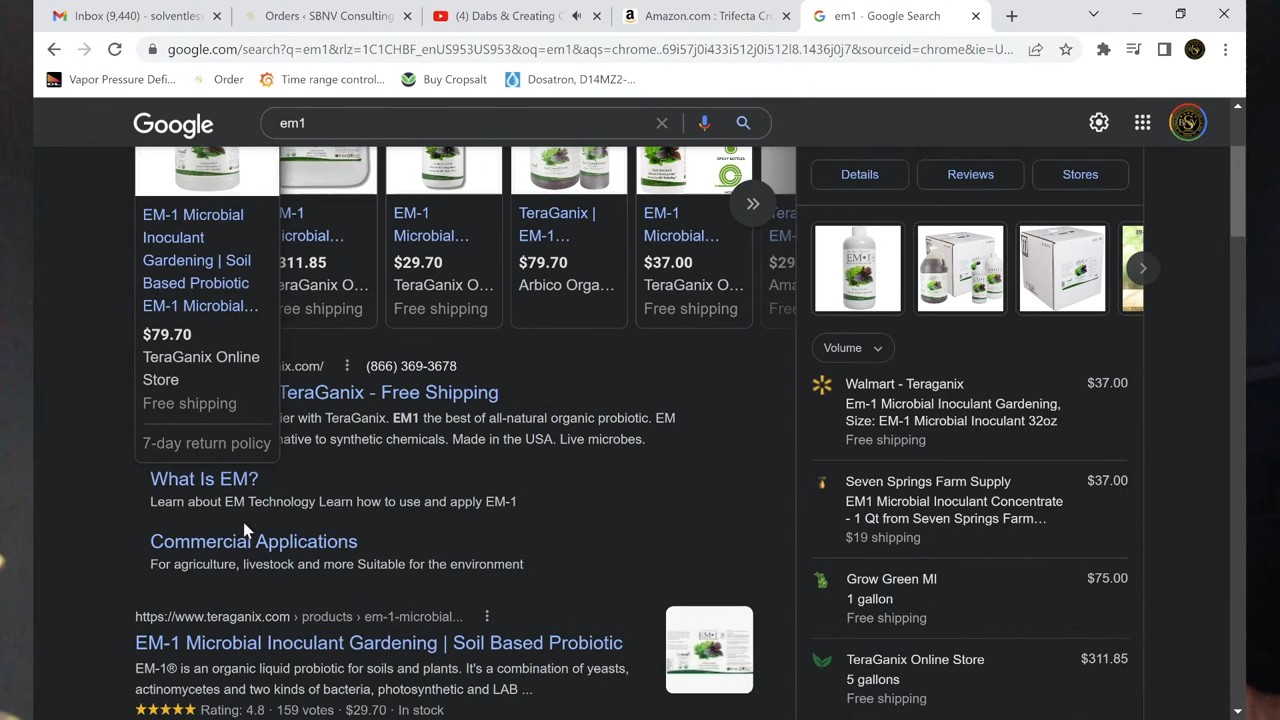 Inbox (9,440) - solventles
Orders ‹ SBNV Consulting
(4) Dabs & Creating C
Amazon.com : Trifecta Cr
em1 - Google Search
google.com/search?q=em1&rlz=1C1CHBF_enUS953US953&oq=em1&aqs=chrome..69i57j0i433i512j0i512l8.1436j0j7&sourceid=chrome&ie=U...
Vapor Pressure Defi...
Order
Time range control...
Buy Cropsalt
Dosatron, D14MZ2-...
Google
em1
EM-1 Microbial
Inoculant
Gardening | Soil
Based Probiotic
EM-1 Microbial...
$79.70
TeraGanix Online
Store
Free shipping
7-day return policy
M-1
icrobial...
311.85
raGanix O...
ree shipping
EM-1
Microbial...
$29.70
TeraGanix O...
Free shipping
TeraGanix |
EM-1...
$79.70
Arbico Orga...
EM-1
Microbial...
$37.00
TeraGanix O...
Free shipping
Tera
EM-
$29
Ama
Free
ix.com/
(866) 369-3678
TeraGanix - Free Shipping
ier with TeraGanix. EM1 the best of all-natural organic probiotic. EM
native to synthetic chemicals. Made in the USA. Live microbes.
What Is EM?
Learn about EM Technology Learn how to use and apply EM-1
Commercial Applications
For agriculture, livestock and more Suitable for the environment
https://www.teraganix.com › products › em-1-microbial...
EM-1 Microbial Inoculant Gardening | Soil Based Probiotic
EM-1® is an organic liquid probiotic for soils and plants. It's a combination of yeasts,
actinomycetes and two kinds of bacteria, photosynthetic and LAB ...
Rating: 4.8 · 159 votes · $29.70 · In stock
Details
Reviews
Stores
EM•1
Volume
Walmart - Teraganix
$37.00
Em-1 Microbial Inoculant Gardening,
Size: EM-1 Microbial Inoculant 32oz
Free shipping
Seven Springs Farm Supply
$37.00
EM1 Microbial Inoculant Concentrate
- 1 Qt from Seven Springs Farm...
$19 shipping
Grow Green MI
$75.00
1 gallon
Free shipping
TeraGanix Online Store
$311.85
5 gallons
Free shipping